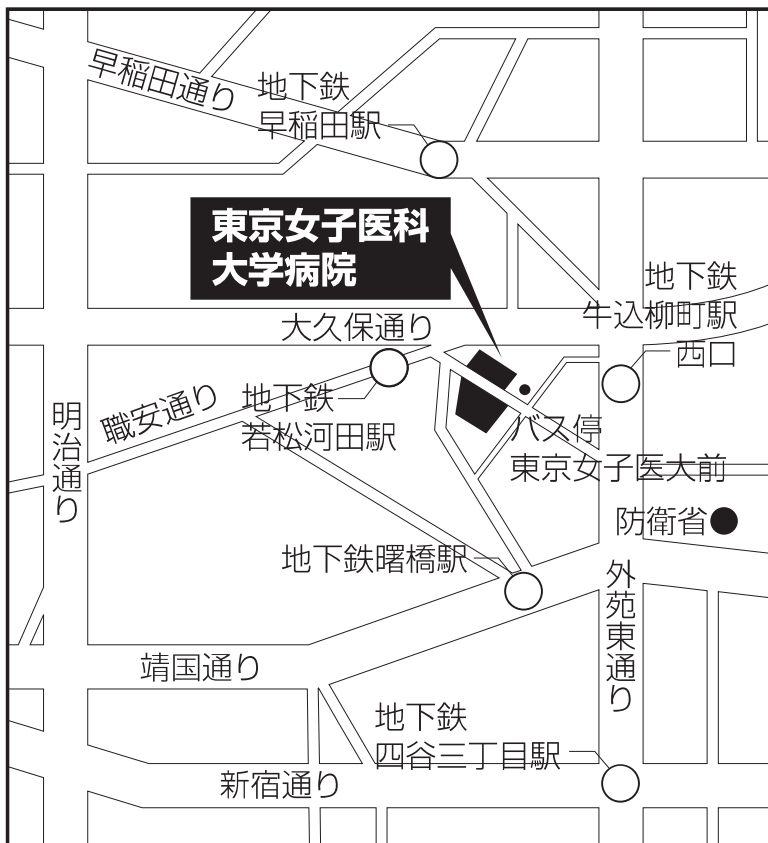 早稲田通り
地下鉄
早稲田駅
東京女子医科
大学病院
地下鉄
牛込柳町駅
西口
大久保通り
職安通り
地下鉄
若松河田駅
明治通り
バス停
東京女子医大前
防衛省
地下鉄曙橋駅
外苑東通り
靖国通り
地下鉄
四谷三丁目駅
新宿通り